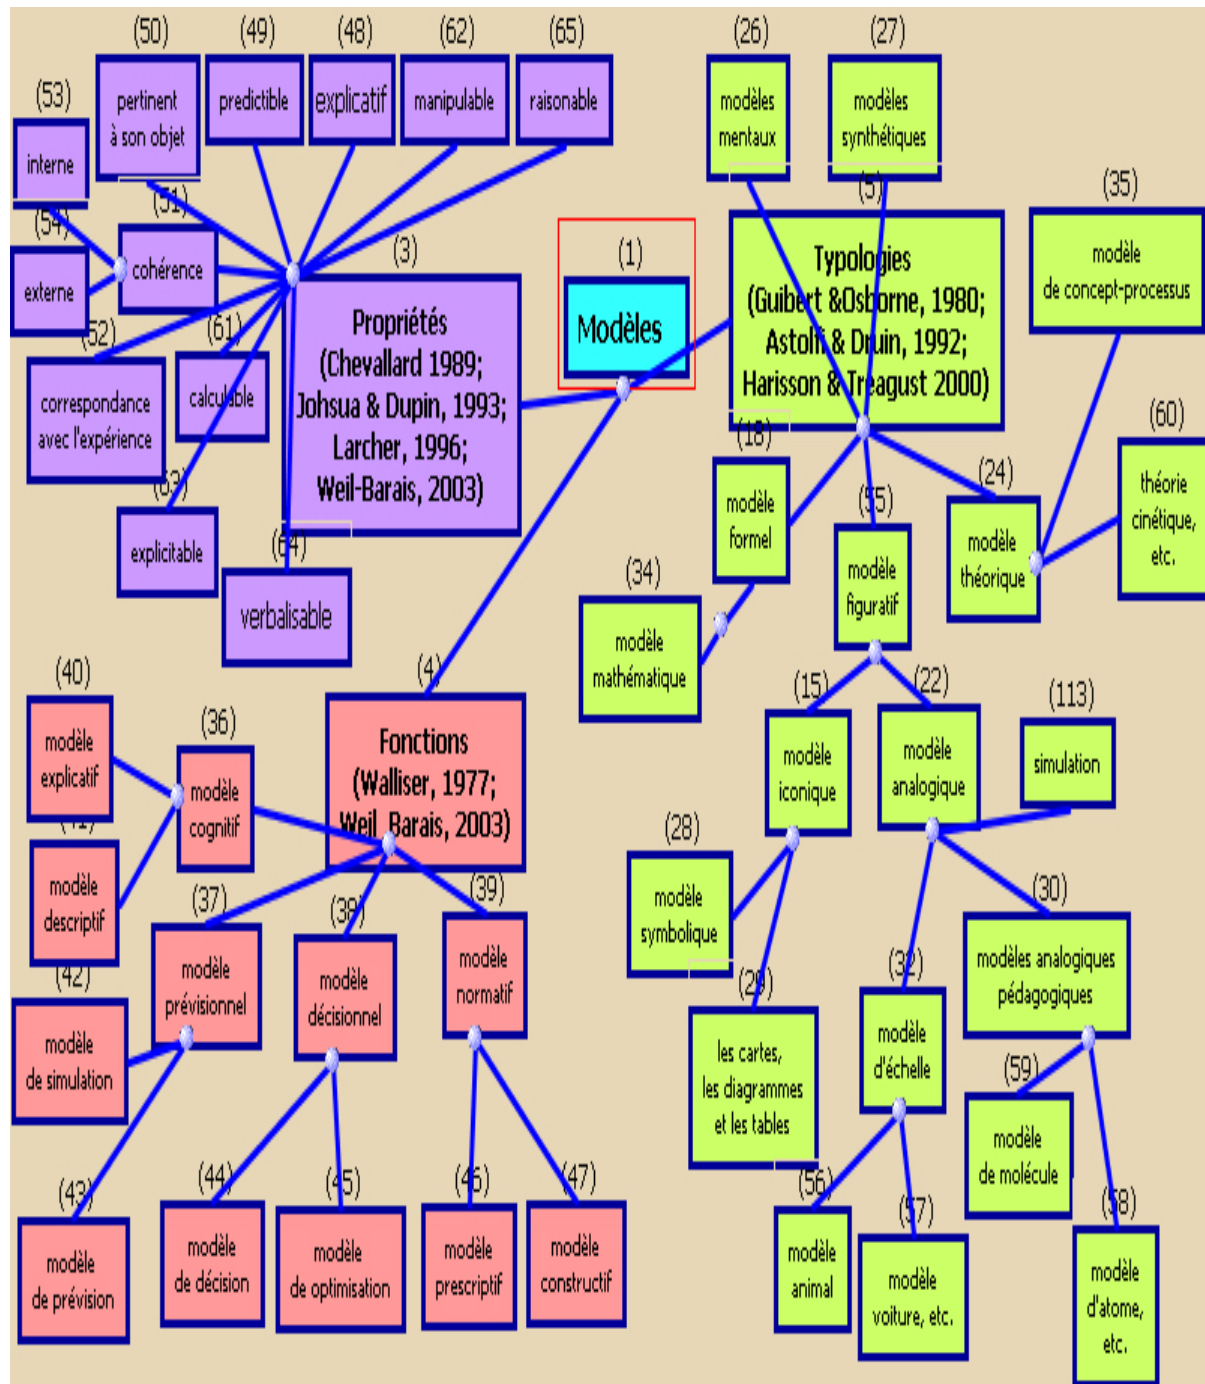 (50)
(49)
(48)
(62)
(65)
(26)
(27)
(53)
pertinent
à son objet
predictible
explicatif
manipulable
raisonable
modèles
mentaux
modèles
synthétiques
interne
(51)
(5)
(35)
(54)
externe
cohérence
(3)
(1)
Modèles
Typologies
(Guibert &Osborne, 1980;
Astolfi & Druin, 1992;
Harisson & Treagust 2000)
modèle
de concept-processus
(52)
(61)
Propriétés
(Chevallard 1989;
Johsua & Dupin, 1993;
Larcher, 1996;
Weil-Barais, 2003)
correspondance
avec l'expérience
calculable
(18)
(60)
(63)
explicitable
(64)
verbalisable
modèle
formel
(55)
(24)
modèle
théorique
théorie
cinétique,
etc.
(34)
modèle
mathématique
modèle
figuratif
(40)
(36)
(4)
(15)
(22)
(113)
modèle
explicatif
modèle
cognitif
Fonctions
(Walliser, 1977;
Weil_Barais, 2003)
modèle
iconique
modèle
analogique
simulation
(41)
modèle
descriptif
(28)
modèle
symbolique
(37)
(38)
(39)
(30)
(42)
modèle
prévisionnel
modèle
décisionnel
modèle
normatif
(29)
(32)
modèles analogiques
pédagogiques
modèle
de simulation
les cartes,
les diagrammes
et les tables
modèle
d'échelle
(59)
modèle
de molécule
(43)
(44)
(45)
(46)
(47)
(56)
(57)
(58)
modèle
de prévision
modèle
de décision
modèle
de optimisation
modèle
prescriptif
modèle
constructif
modèle
animal
modèle
voiture, etc.
modèle
d'atome,
etc.